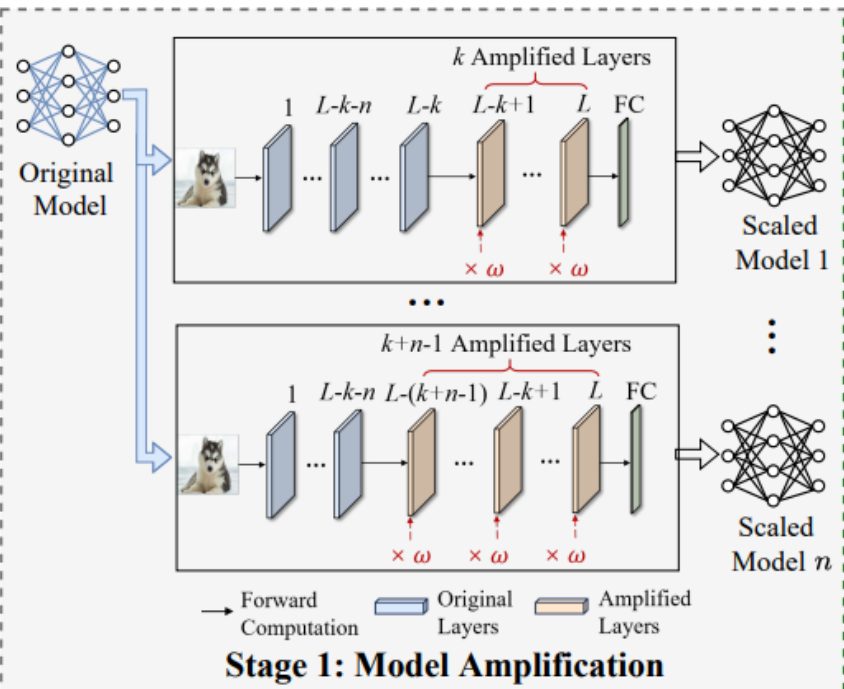 Original
Model
k Amplified Layers
1 L-k-n L-k L-k+1 L FC
... ... ...
× ω × ω
Scaled
Model 1
...
⋮
k+n-1 Amplified Layers
1 L-k-n L-(k+n-1) L-k+1 L FC
... ... ...
× ω × ω × ω
Scaled
Model n
Forward
Computation
Original
Layers
Amplified
Layers
Stage 1: Model Amplification